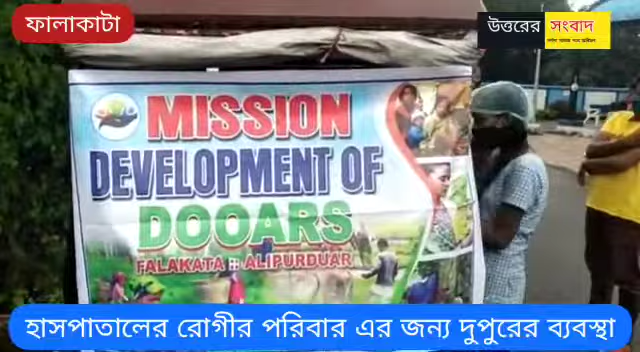 ফালাকাটা
উত্তরের সংবাদ
MISSION
DEVELOPMENT OF
DOOARS
FALAKATA :: ALIPURDUAR
হাসপাতালের রোগীর পরিবার এর জন্য দুপুরের ব্যবস্থা